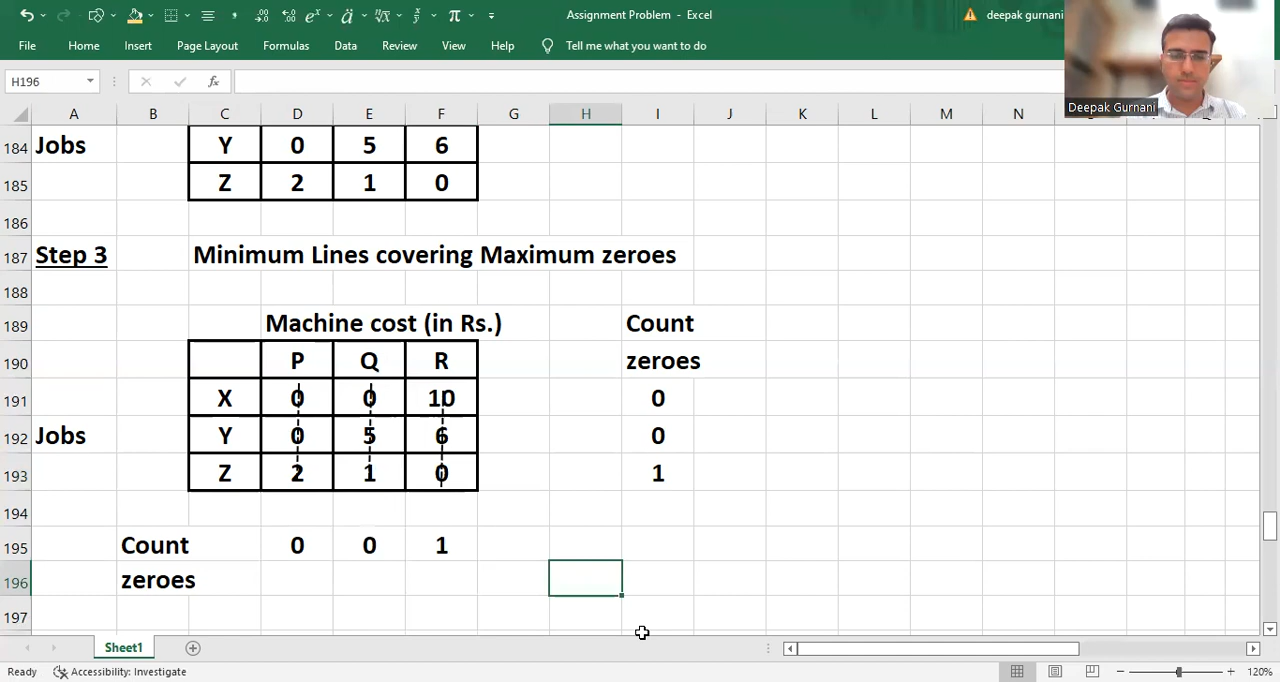 Assignment Problem - Excel
deepak gurnani
File Home Insert Page Layout Formulas Data Review View Help Tell me what you want to do
Deepak Gurnani
H196 fx
A B C D E F G H I J K L M N
184 Jobs Y 0 5 6
185 Z 2 1 0
186
187 Step 3 Minimum Lines covering Maximum zeroes
188
189 Machine cost (in Rs.) Count
190 P Q R zeroes
191 X 0 0 10 0
192 Jobs Y 0 5 6 0
193 Z 2 1 0 1
194
195 Count 0 0 1
196 zeroes
197
Sheet1
Ready Accessibility: Investigate 120%